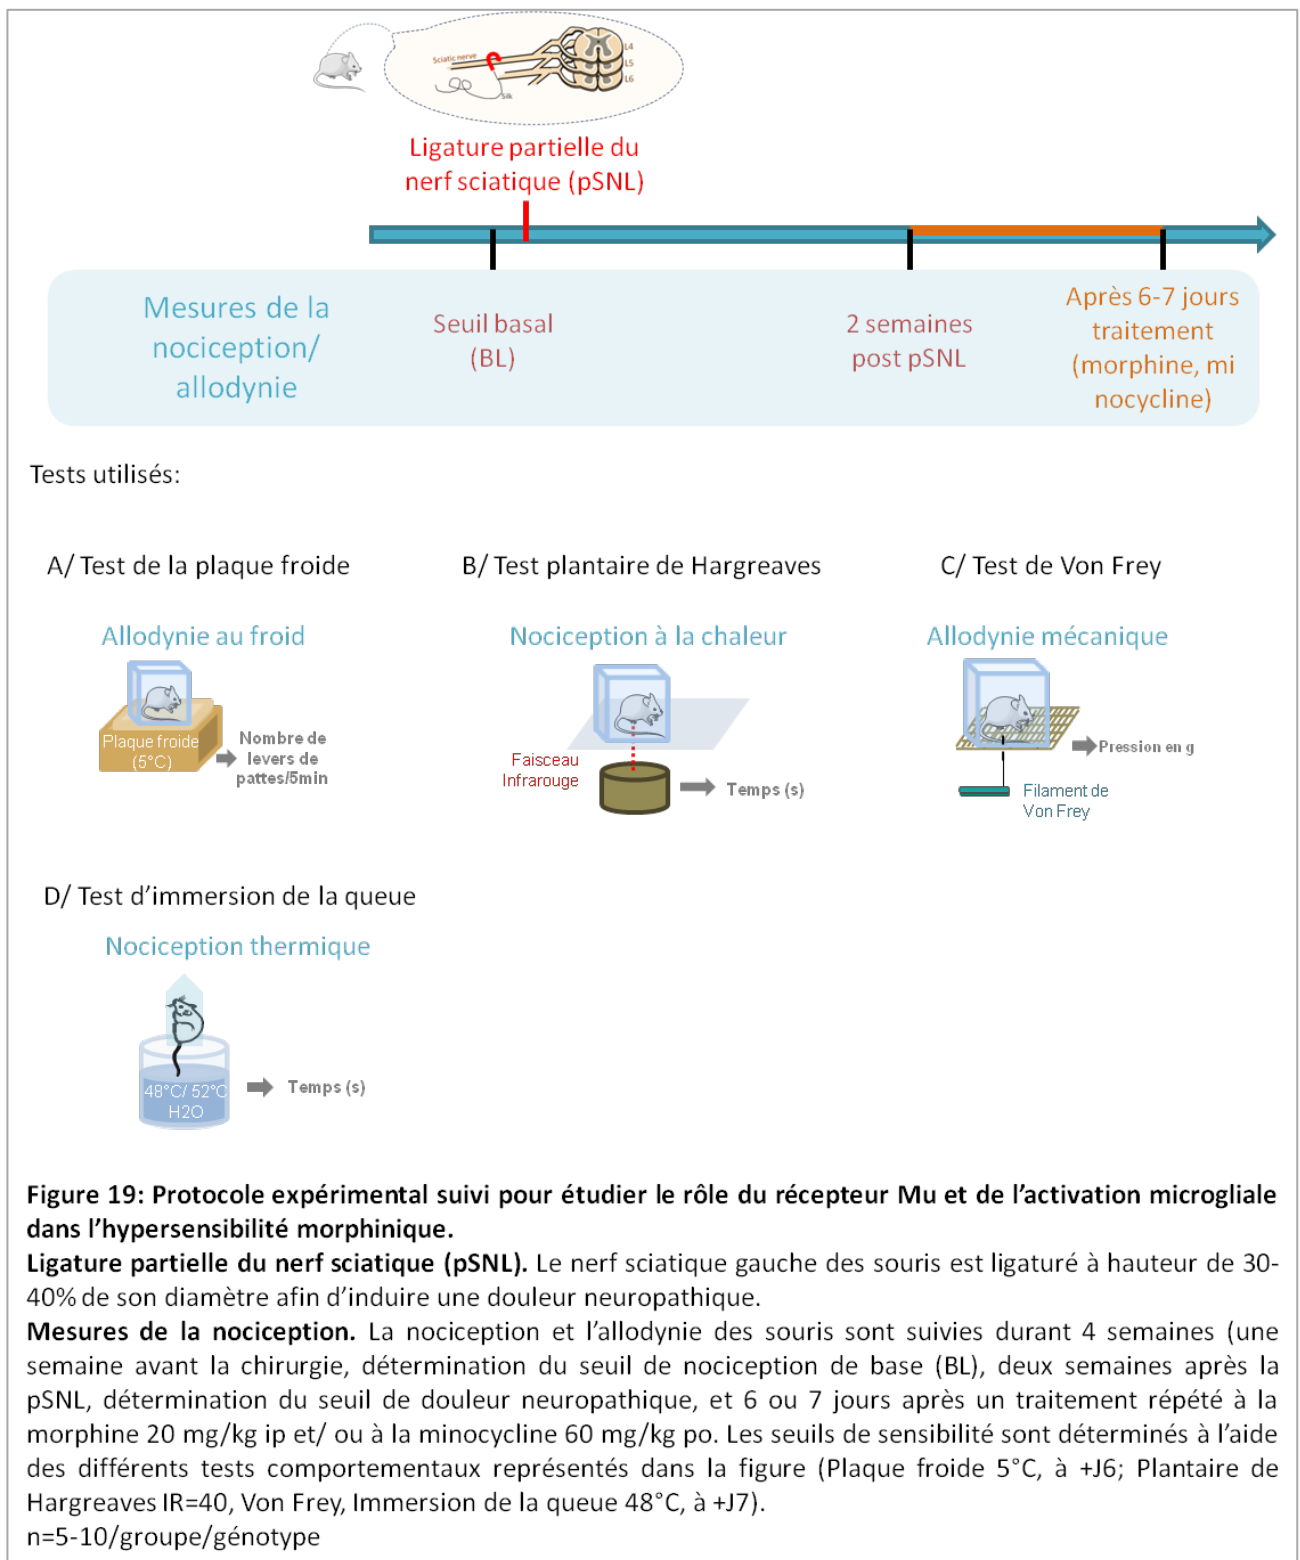 Sciatic nerve
L4
L5
L6
Silk
Ligature partielle du
nerf sciatique (pSNL)
Mesures de la
nociception/
allodynie
Seuil basal
(BL)
2 semaines
post pSNL
Après 6-7 jours
traitement
(morphine, mi
nocycline)
Tests utilisés:
A/ Test de la plaque froide
Allodynie au froid
Plaque froide
(5°C)
Nombre de
levers de
pattes/5min
B/ Test plantaire de Hargreaves
Nociception à la chaleur
Faisceau
Infrarouge
Temps (s)
C/ Test de Von Frey
Allodynie mécanique
Pression en g
Filament de
Von Frey
D/ Test d’immersion de la queue
Nociception thermique
48°C/ 52°C
H2O
Temps (s)
Figure 19: Protocole expérimental suivi pour étudier le rôle du récepteur Mu et de l’activation microgliale
dans l’hypersensibilité morphinique.
Ligature partielle du nerf sciatique (pSNL). Le nerf sciatique gauche des souris est ligaturé à hauteur de 30-
40% de son diamètre afin d’induire une douleur neuropathique.
Mesures de la nociception. La nociception et l’allodynie des souris sont suivies durant 4 semaines (une
semaine avant la chirurgie, détermination du seuil de nociception de base (BL), deux semaines après la
pSNL, détermination du seuil de douleur neuropathique, et 6 ou 7 jours après un traitement répété à la
morphine 20 mg/kg ip et/ ou à la minocycline 60 mg/kg po. Les seuils de sensibilité sont déterminés à l’aide
des différents tests comportementaux représentés dans la figure (Plaque froide 5°C, à +J6; Plantaire de
Hargreaves IR=40, Von Frey, Immersion de la queue 48°C, à +J7).
n=5-10/groupe/génotype